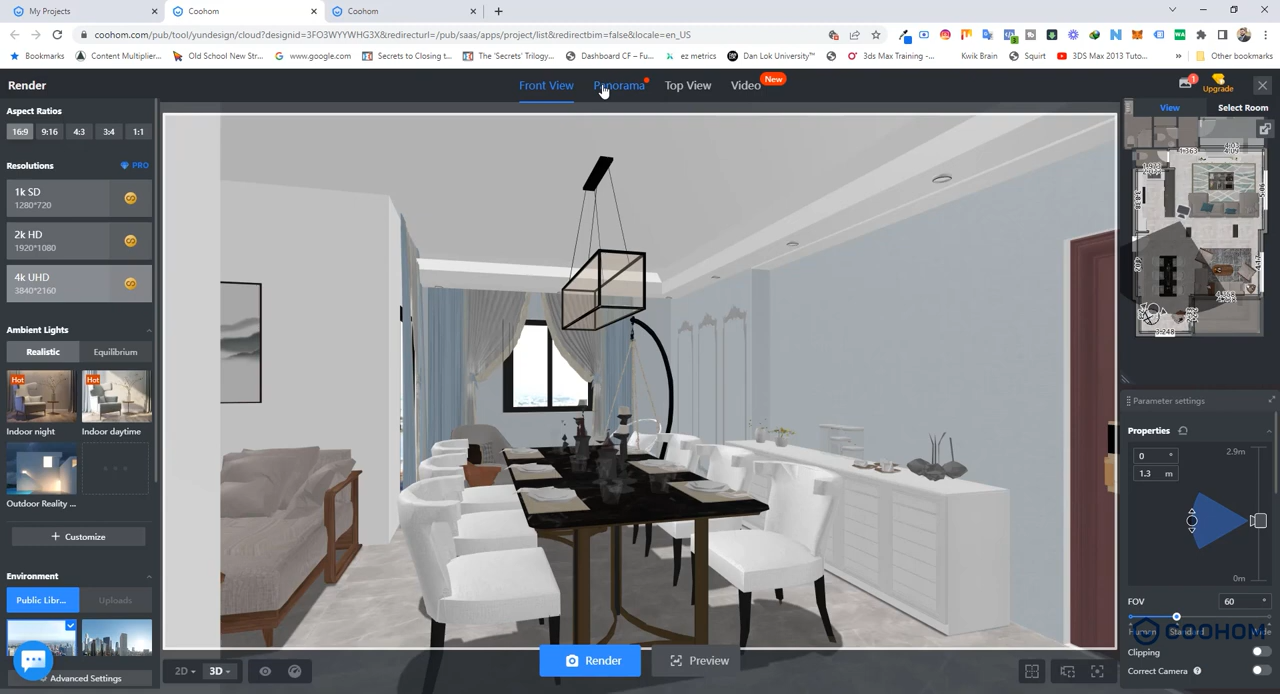 My Projects
Coohom
Coohom
coohom.com/pub/tool/yundesign/cloud?designid=3FO3WYYWHG3X&redirecturl=/pub/saas/apps/project/list&redirectbim=false&locale=en_US
Bookmarks
Content Multiplier...
Old School New Str...
www.google.com
Secrets to Closing t...
The 'Secrets' Trilogy...
Dashboard CF – Fu...
ez metrics
Dan Lok University™
3ds Max Training -...
Kwik Brain
Squirt
3DS Max 2013 Tutor...
»
Other bookmarks
Render
Front View
Panorama
Top View
Video
New
1
Upgrade
Aspect Ratios
16:9
9:16
4:3
3:4
1:1
View
Select Room
Resolutions
PRO
1k SD
1280*720
2k HD
1920*1080
4k UHD
3840*2160
Ambient Lights
Realistic
Equilibrium
Hot
Hot
Indoor night
Indoor daytime
Outdoor Reality ...
+ Customize
Environment
Public Libr...
Uploads
Advanced Settings
3.248
Parameter settings
Properties
0 °
1.3 m
2.9m
0m
FOV
60 °
Human
Standard
Wide
COOHOM
Clipping
Correct Camera
2D
3D
Render
Preview